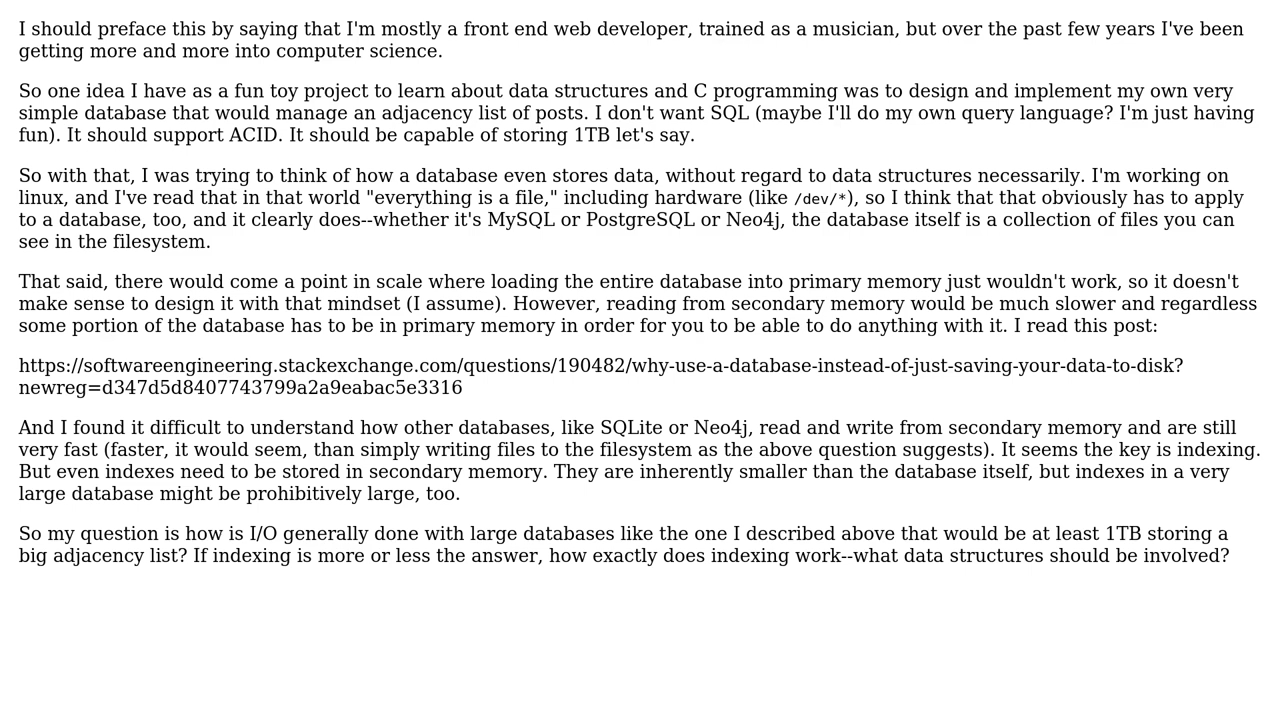 I should preface this by saying that I'm mostly a front end web developer, trained as a musician, but over the past few years I've been
getting more and more into computer science.
So one idea I have as a fun toy project to learn about data structures and C programming was to design and implement my own very
simple database that would manage an adjacency list of posts. I don't want SQL (maybe I'll do my own query language? I'm just having
fun). It should support ACID. It should be capable of storing 1TB let's say.
So with that, I was trying to think of how a database even stores data, without regard to data structures necessarily. I'm working on
linux, and I've read that in that world "everything is a file," including hardware (like /dev/*), so I think that that obviously has to apply
to a database, too, and it clearly does--whether it's MySQL or PostgreSQL or Neo4j, the database itself is a collection of files you can
see in the filesystem.
That said, there would come a point in scale where loading the entire database into primary memory just wouldn't work, so it doesn't
make sense to design it with that mindset (I assume). However, reading from secondary memory would be much slower and regardless
some portion of the database has to be in primary memory in order for you to be able to do anything with it. I read this post:
https://softwareengineering.stackexchange.com/questions/190482/why-use-a-database-instead-of-just-saving-your-data-to-disk?
newreg=d347d5d8407743799a2a9eabac5e3316
And I found it difficult to understand how other databases, like SQLite or Neo4j, read and write from secondary memory and are still
very fast (faster, it would seem, than simply writing files to the filesystem as the above question suggests). It seems the key is indexing.
But even indexes need to be stored in secondary memory. They are inherently smaller than the database itself, but indexes in a very
large database might be prohibitively large, too.
So my question is how is I/O generally done with large databases like the one I described above that would be at least 1TB storing a
big adjacency list? If indexing is more or less the answer, how exactly does indexing work--what data structures should be involved?